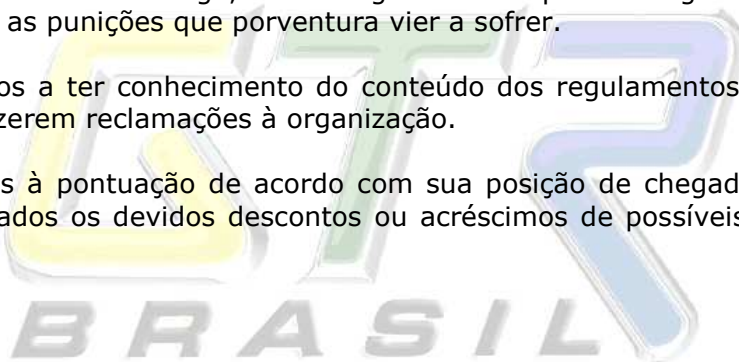 as punições que porventura vier a sofrer.
os a ter conhecimento do conteúdo dos regulamentos
zerem reclamações à organização.
s à pontuação de acordo com sua posição de chegad
ados os devidos descontos ou acréscimos de possíveis
GTR
BRASIL